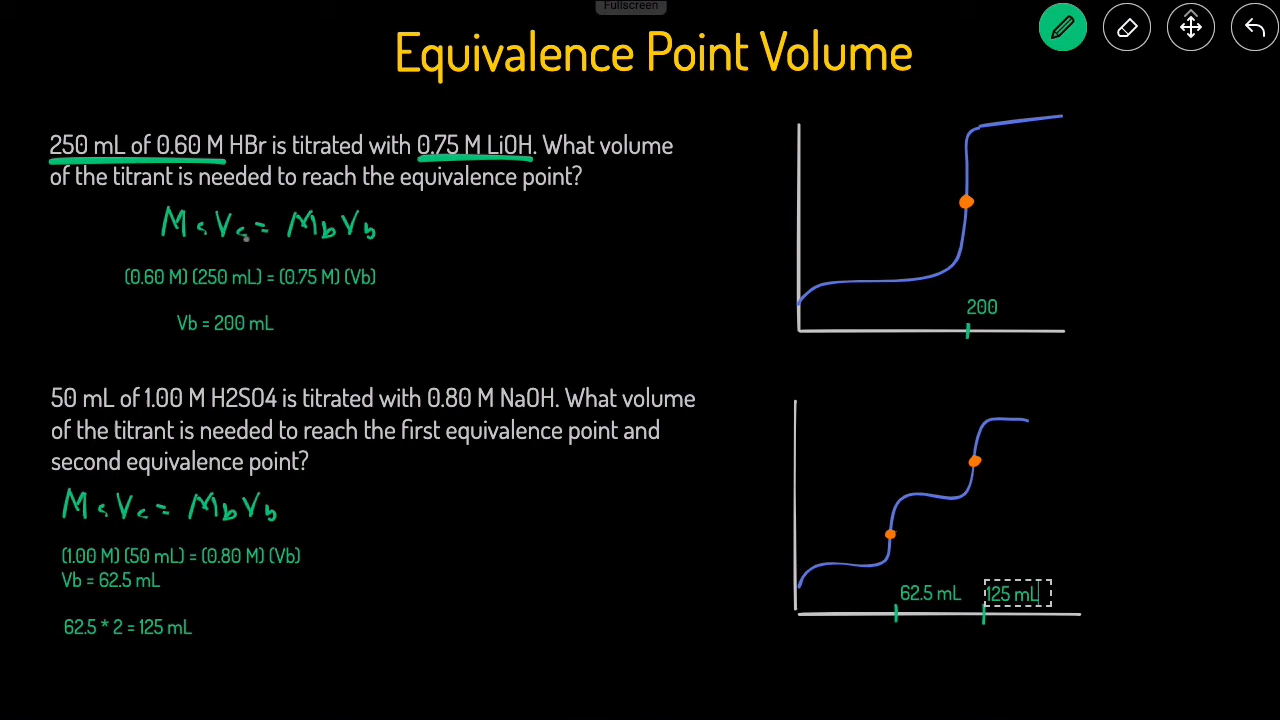 Fullscreen
Equivalence Point Volume
250 mL of 0.60 M HBr is titrated with 0.75 M LiOH. What volume
of the titrant is needed to reach the equivalence point?
MaVa = MbVb
(0.60 M) (250 mL) = (0.75 M) (Vb)
Vb = 200 mL
200
50 mL of 1.00 M H2SO4 is titrated with 0.80 M NaOH. What volume
of the titrant is needed to reach the first equivalence point and
second equivalence point?
MaVa = MbVb
(1.00 M) (50 mL) = (0.80 M) (Vb)
Vb = 62.5 mL
62.5 * 2 = 125 mL
62.5 mL
125 mL